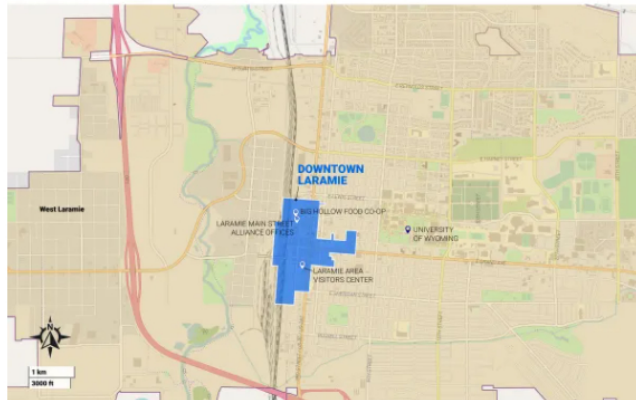 DOWNTOWN
LARAMIE
BIG HOLLOW FOOD CO-OP
LARAMIE MAIN STREET
ALLIANCE OFFICES
West Laramie
UNIVERSITY
OF WYOMING
LARAMIE AREA
VISITORS CENTER
N
1 km
3000 ft